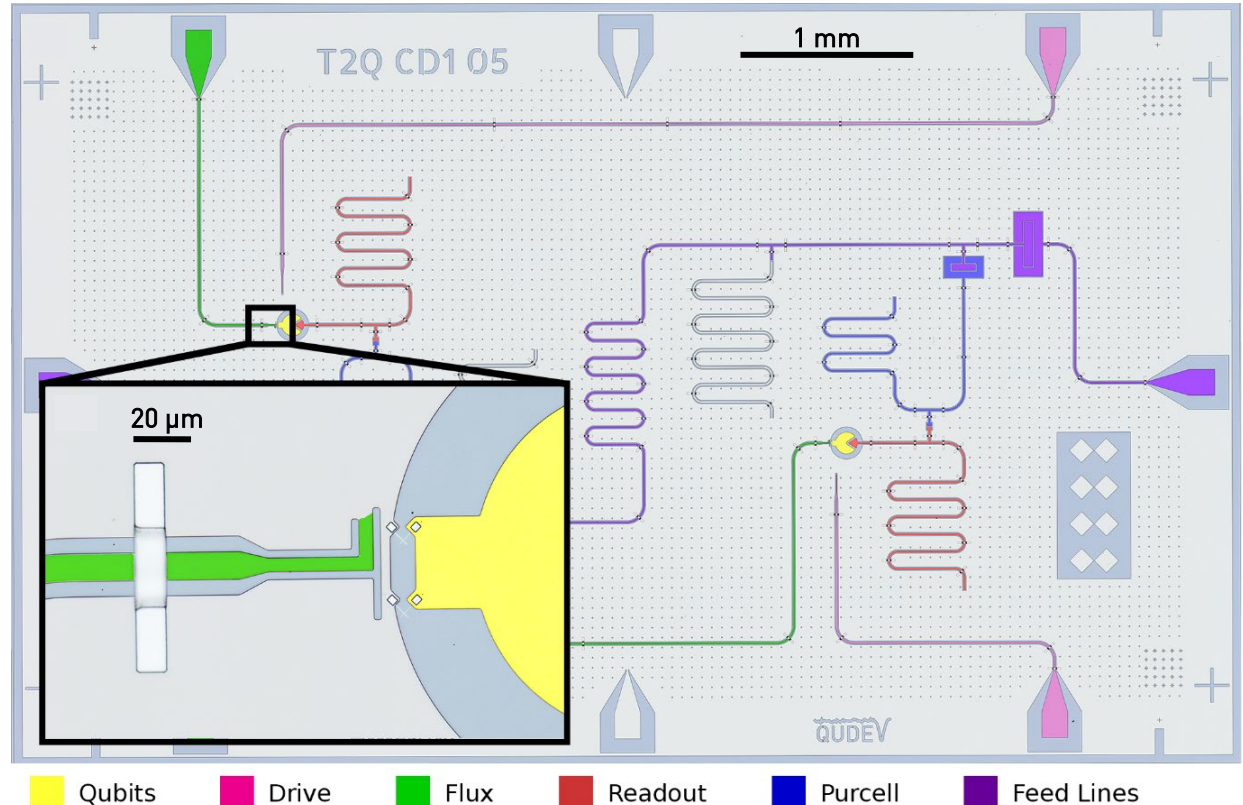 T2Q CD1 05
1 mm
20 µm
QUDEV
Qubits
Drive
Flux
Readout
Purcell
Feed Lines